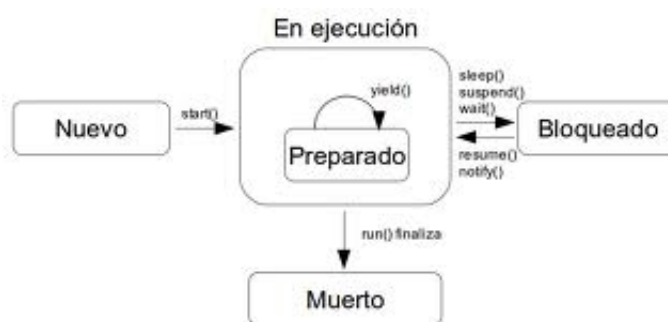 En ejecución
Nuevo
start()
yield()
Preparado
sleep()
suspend()
wait()
resume()
notify()
Bloqueado
run() finaliza
Muerto